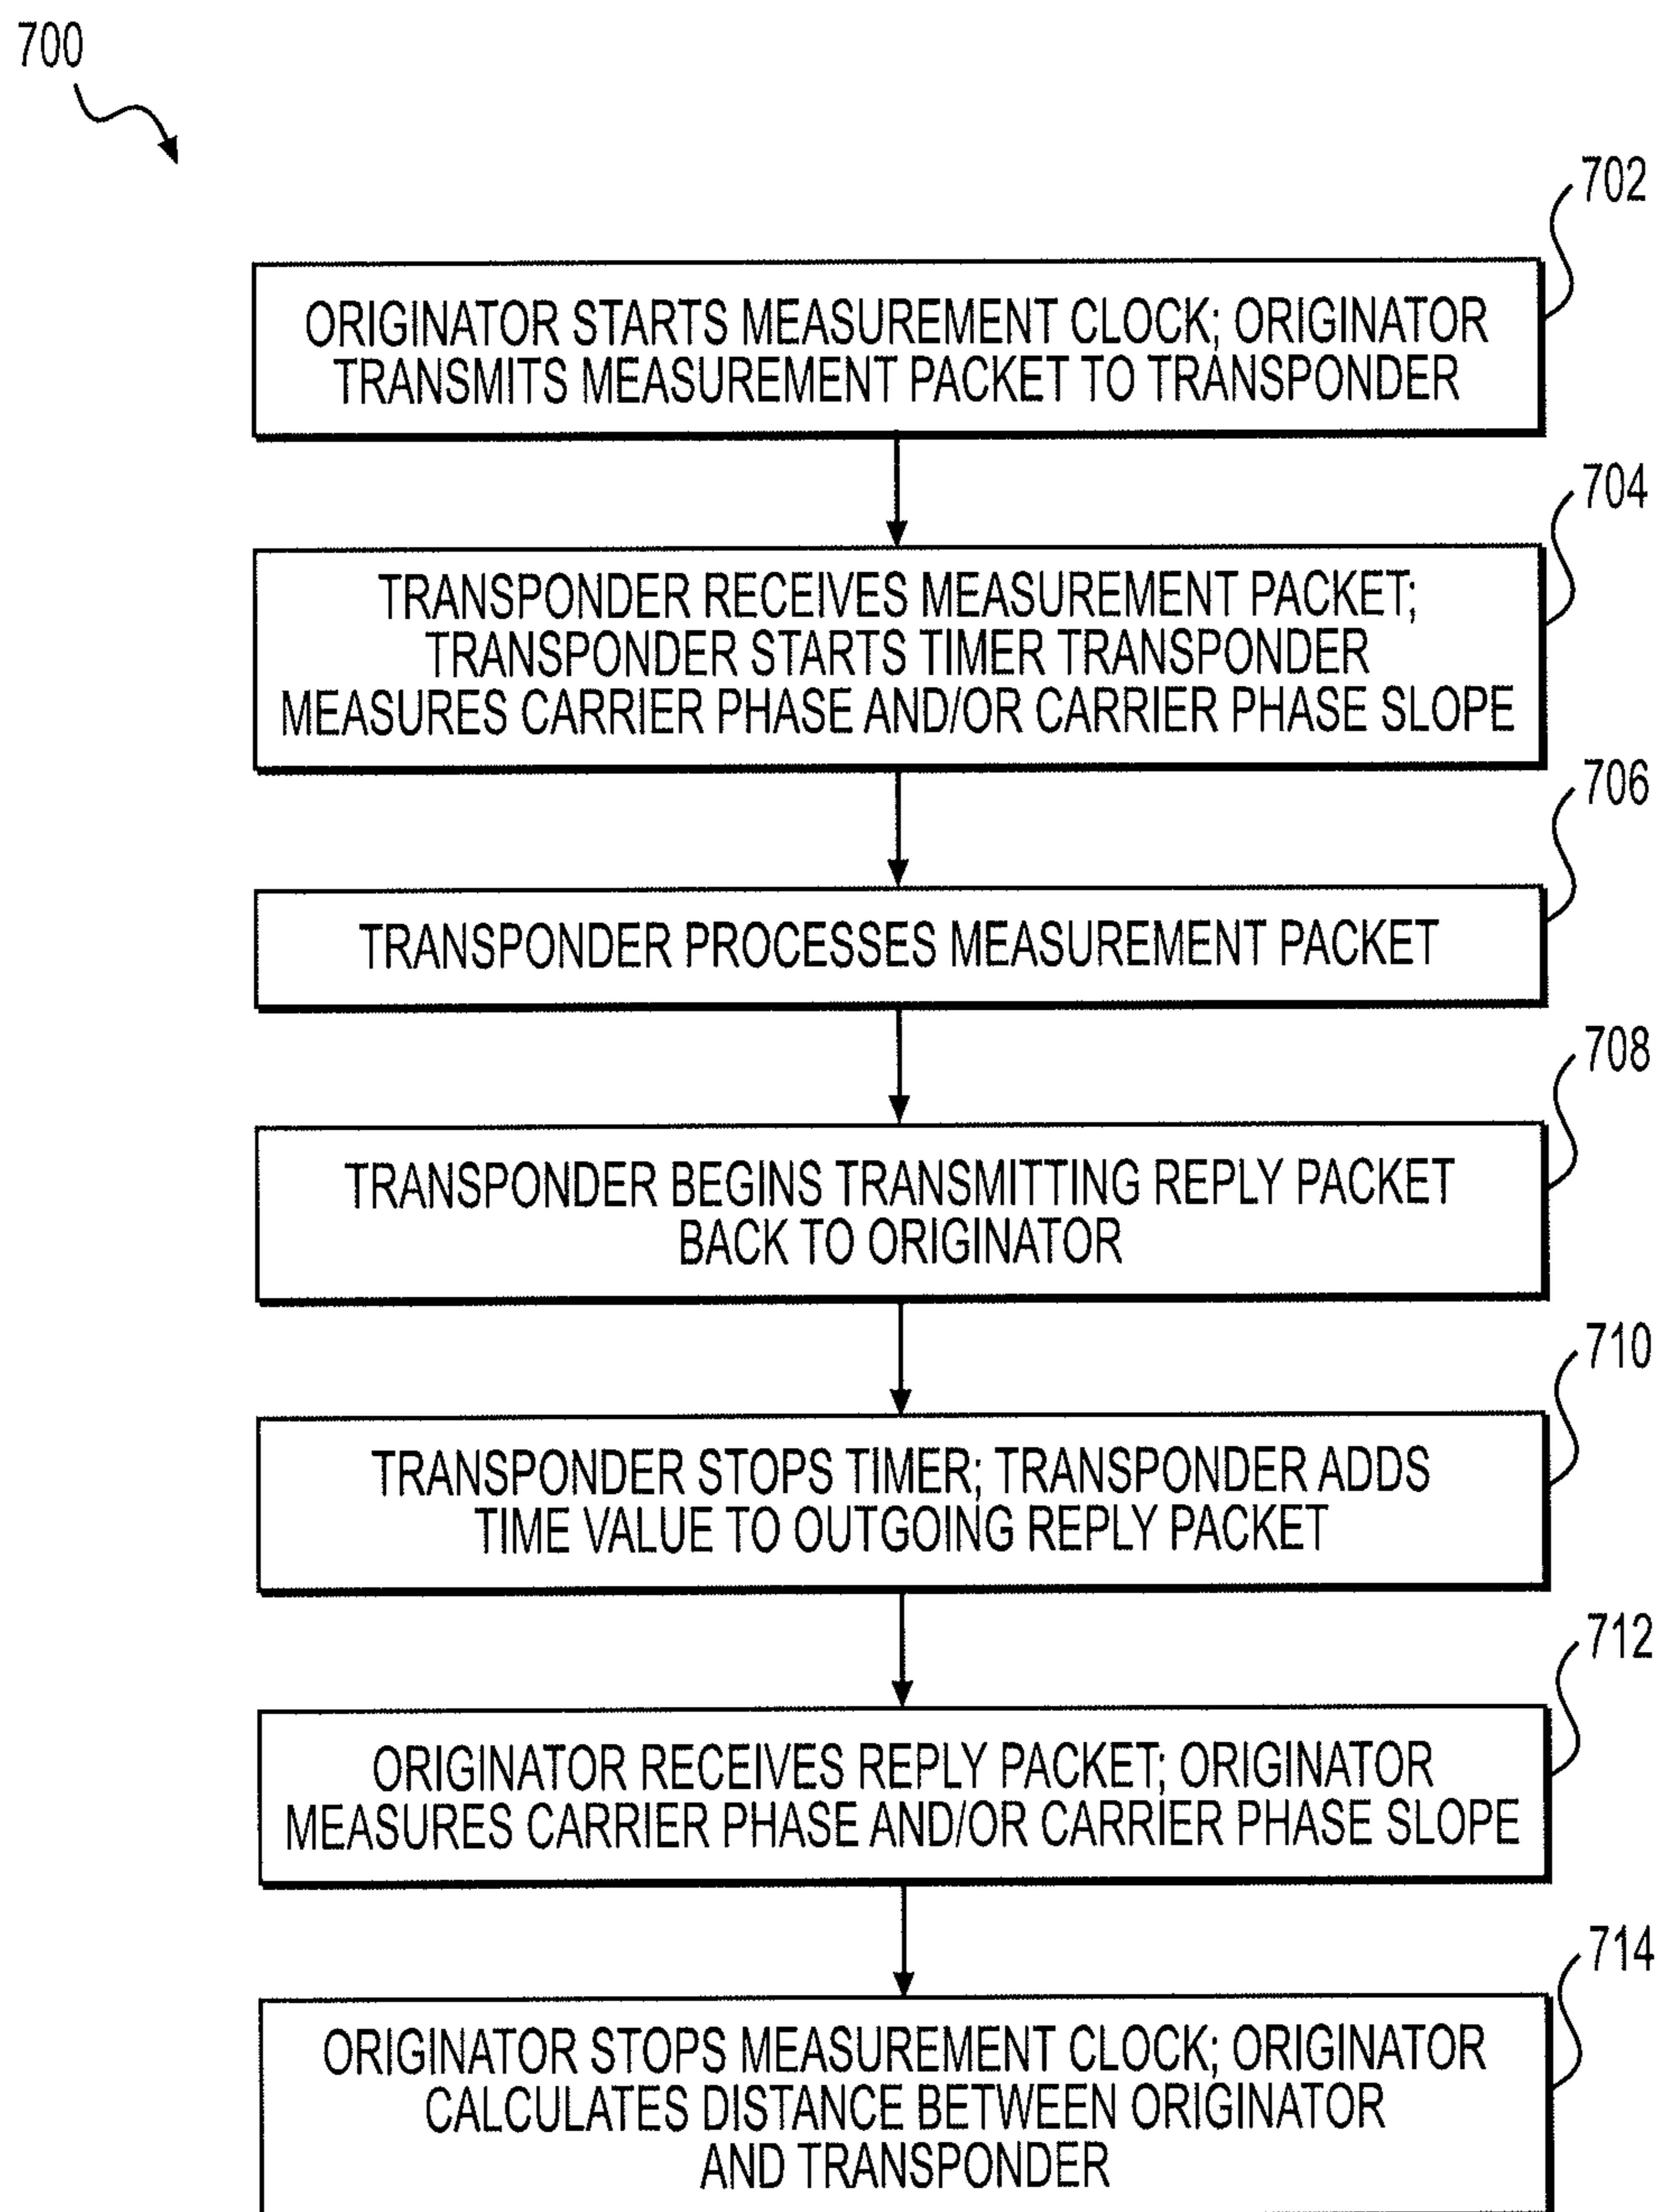 700
702
ORIGINATOR STARTS MEASUREMENT CLOCK; ORIGINATOR
TRANSMITS MEASUREMENT PACKET TO TRANSPONDER
704
TRANSPONDER RECEIVES MEASUREMENT PACKET;
TRANSPONDER STARTS TIMER TRANSPONDER
MEASURES CARRIER PHASE AND/OR CARRIER PHASE SLOPE
706
TRANSPONDER PROCESSES MEASUREMENT PACKET
708
TRANSPONDER BEGINS TRANSMITTING REPLY PACKET
BACK TO ORIGINATOR
710
TRANSPONDER STOPS TIMER; TRANSPONDER ADDS
TIME VALUE TO OUTGOING REPLY PACKET
712
ORIGINATOR RECEIVES REPLY PACKET; ORIGINATOR
MEASURES CARRIER PHASE AND/OR CARRIER PHASE SLOPE
714
ORIGINATOR STOPS MEASUREMENT CLOCK; ORIGINATOR
CALCULATES DISTANCE BETWEEN ORIGINATOR
AND TRANSPONDER